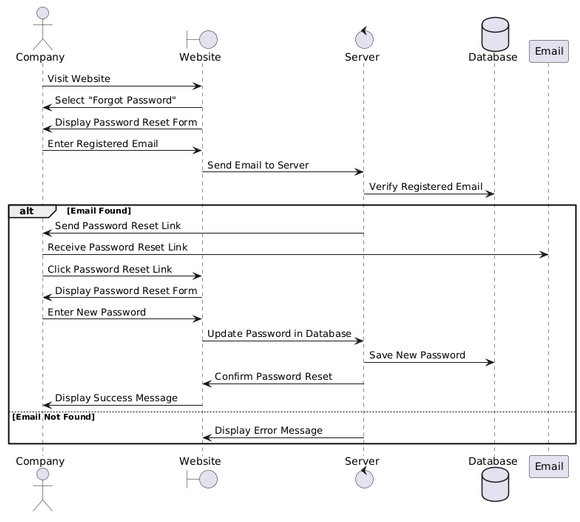 Company Website Server Database Email
Visit Website
Select "Forgot Password"
Display Password Reset Form
Enter Registered Email
Send Email to Server
Verify Registered Email
alt [Email Found]
Send Password Reset Link
Receive Password Reset Link
Click Password Reset Link
Display Password Reset Form
Enter New Password
Update Password in Database
Save New Password
Confirm Password Reset
Display Success Message
[Email Not Found]
Display Error Message
Company Website Server Database Email